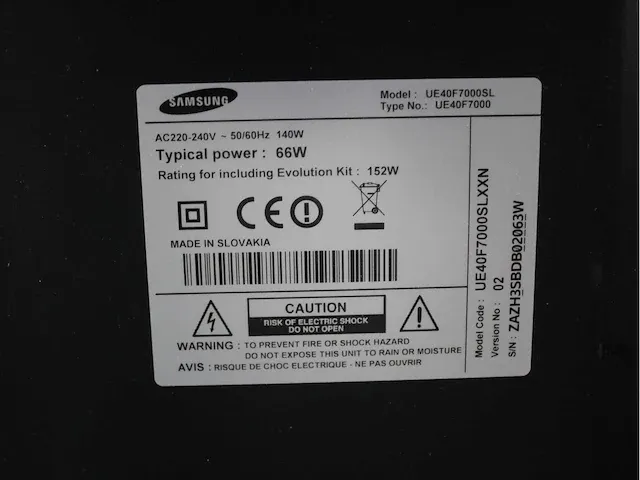 SAMSUNG
Model : UE40F7000SL
Type No.: UE40F7000
AC220-240V ~ 50/60Hz 140W
Typical power : 66W
Rating for including Evolution Kit : 152W
CE
MADE IN SLOVAKIA
CAUTION
RISK OF ELECTRIC SHOCK
DO NOT OPEN
WARNING : TO PREVENT FIRE OR SHOCK HAZARD
DO NOT EXPOSE THIS UNIT TO RAIN OR MOISTURE
AVIS : RISQUE DE CHOC ELECTRIQUE - NE PAS OUVRIR
Model Code : UE40F7000SLXXN
Version No : 02
S/N : ZAZH3SBDB02063W